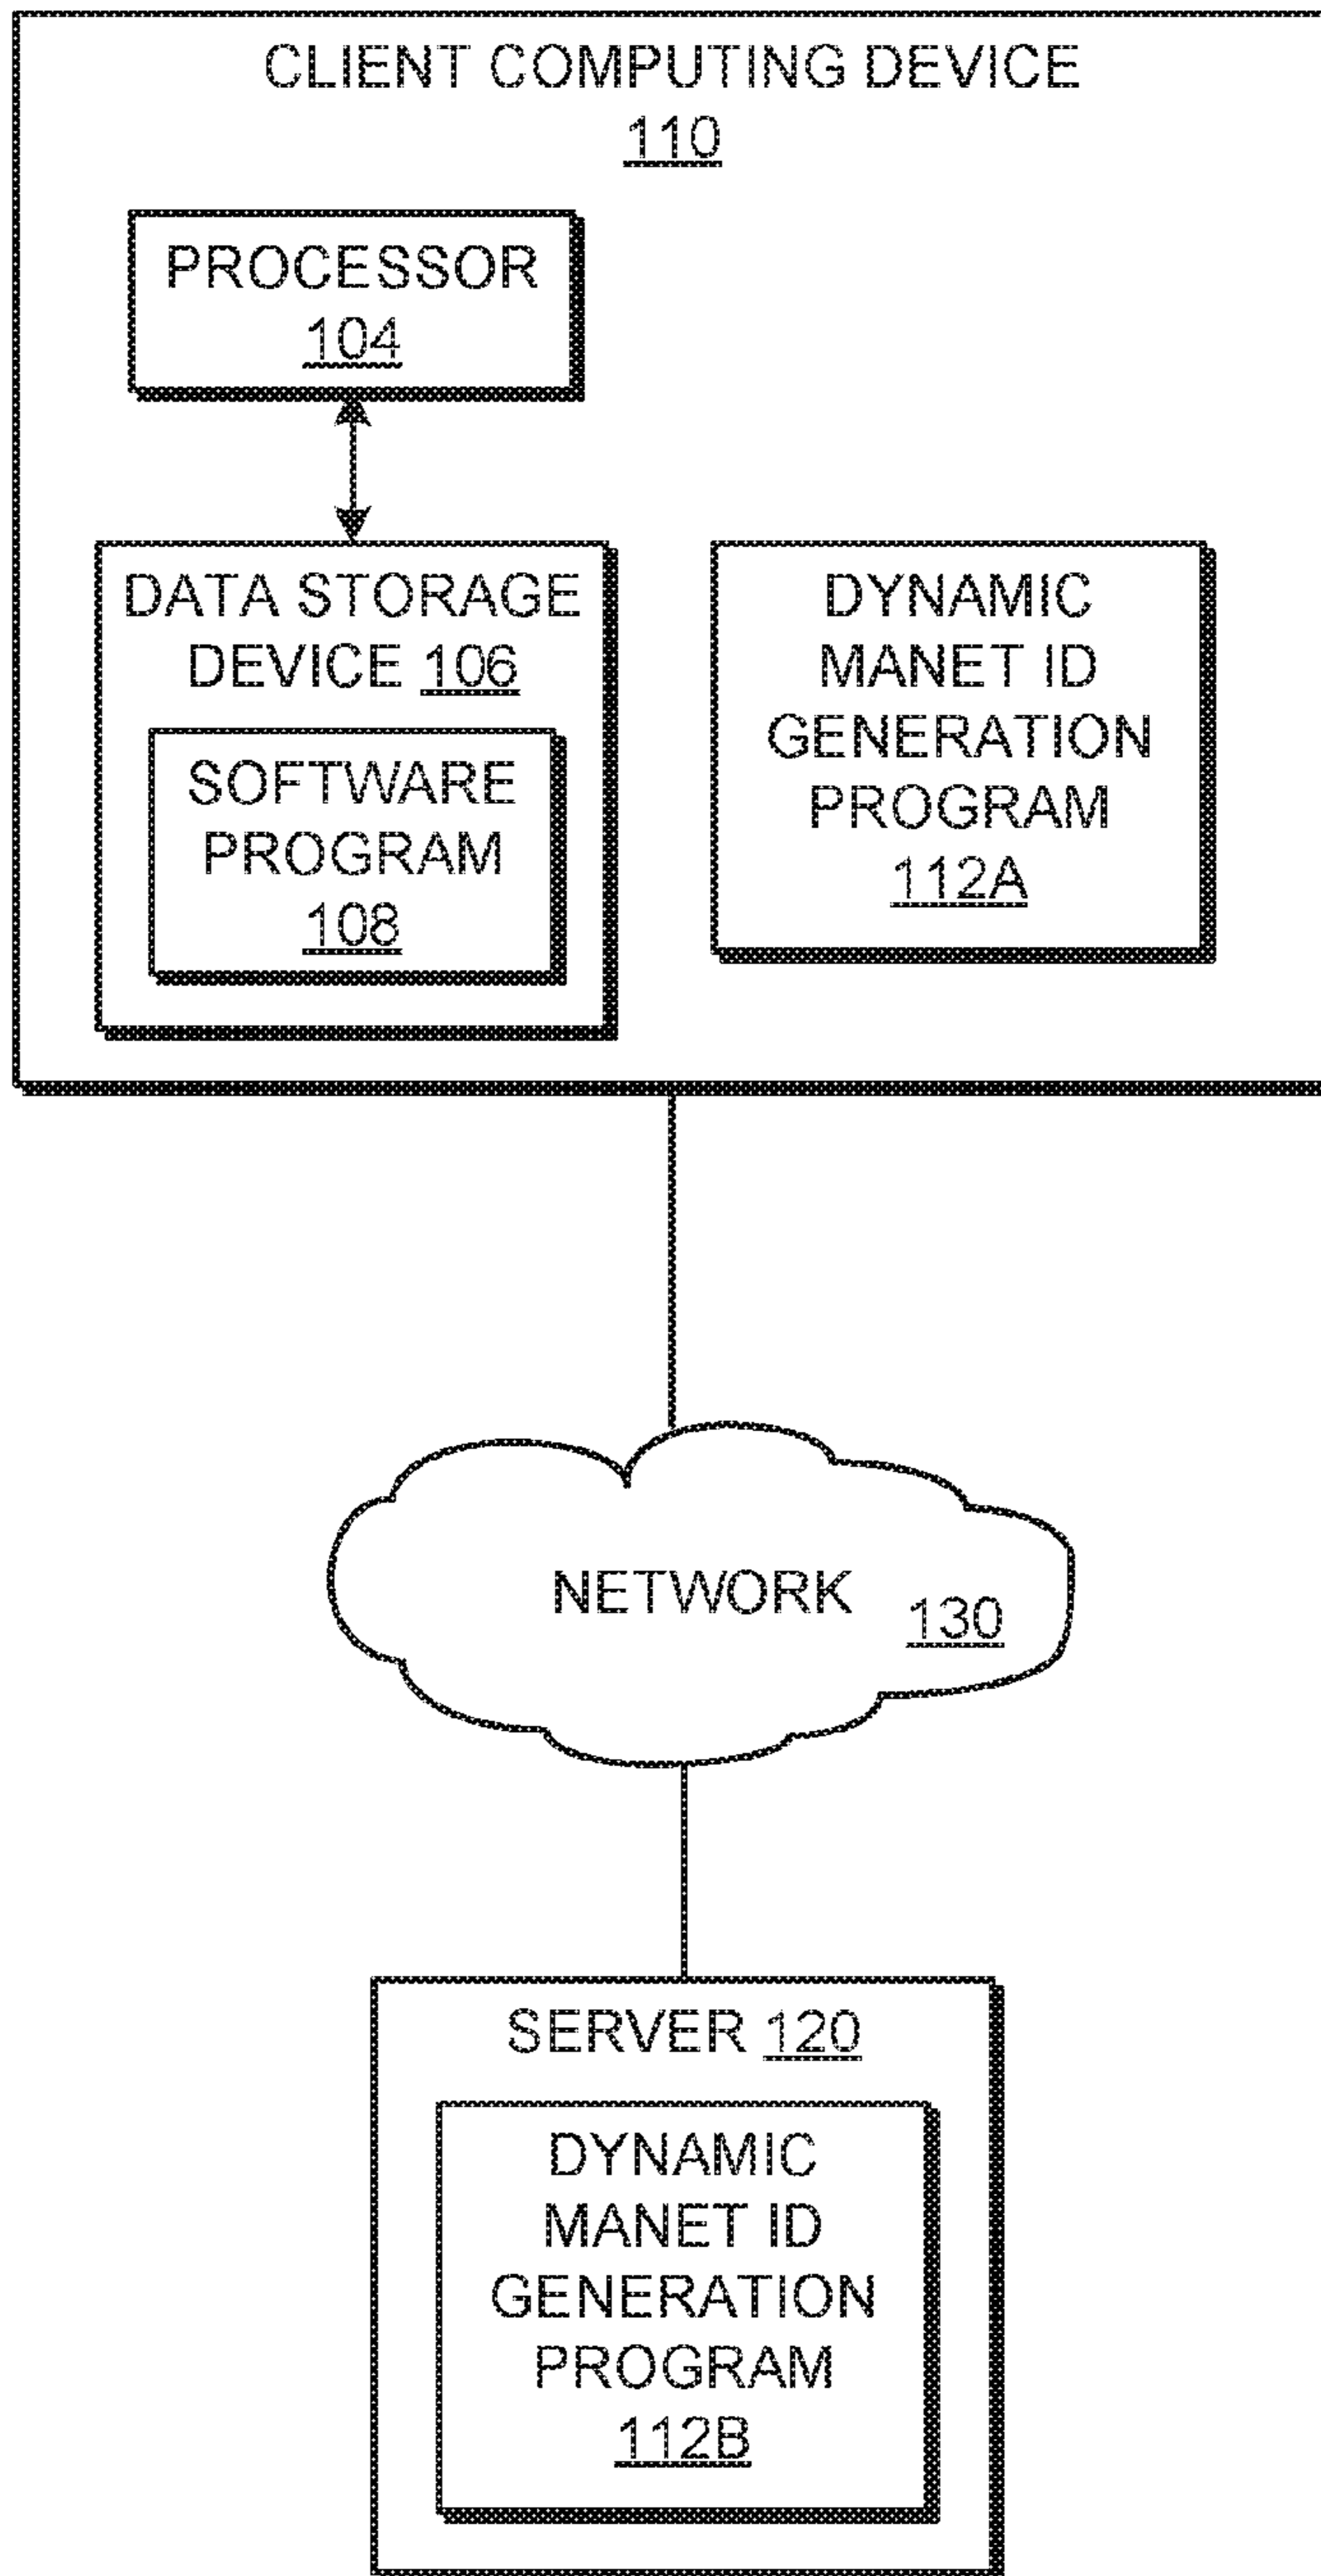 CLIENT COMPUTING DEVICE
110
PROCESSOR
104
DATA STORAGE
DEVICE 106
SOFTWARE
PROGRAM
108
DYNAMIC
MANET ID
GENERATION
PROGRAM
112A
NETWORK 130
SERVER 120
DYNAMIC
MANET ID
GENERATION
PROGRAM
112B